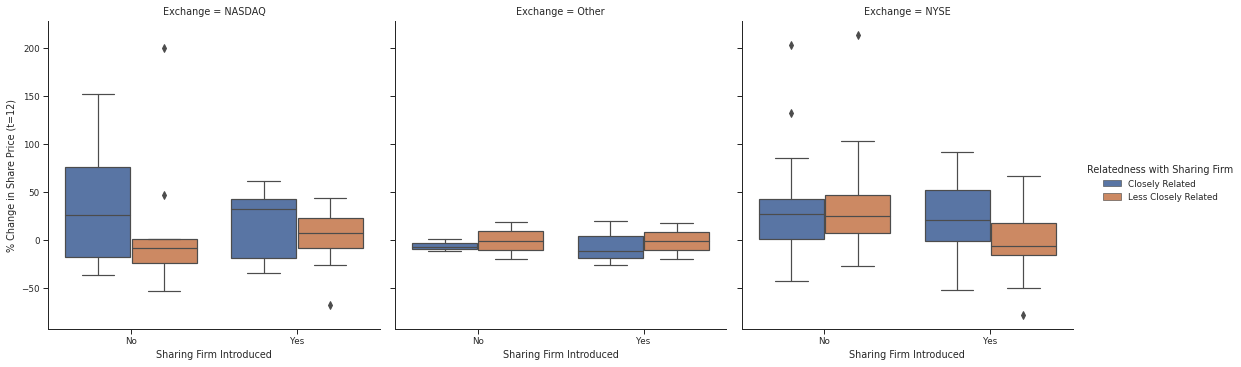 Exchange = NASDAQ
Exchange = Other
Exchange = NYSE
% Change in Share Price (t=12)
200
150
100
50
0
−50
No
Yes
No
Yes
No
Yes
Sharing Firm Introduced
Sharing Firm Introduced
Sharing Firm Introduced
Relatedness with Sharing Firm
Closely Related
Less Closely Related